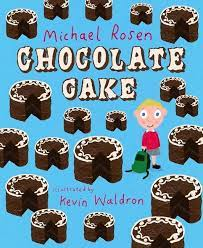 Michael Rosen
CHOCOLATE
CAKE
illustrated by
Kevin Waldron